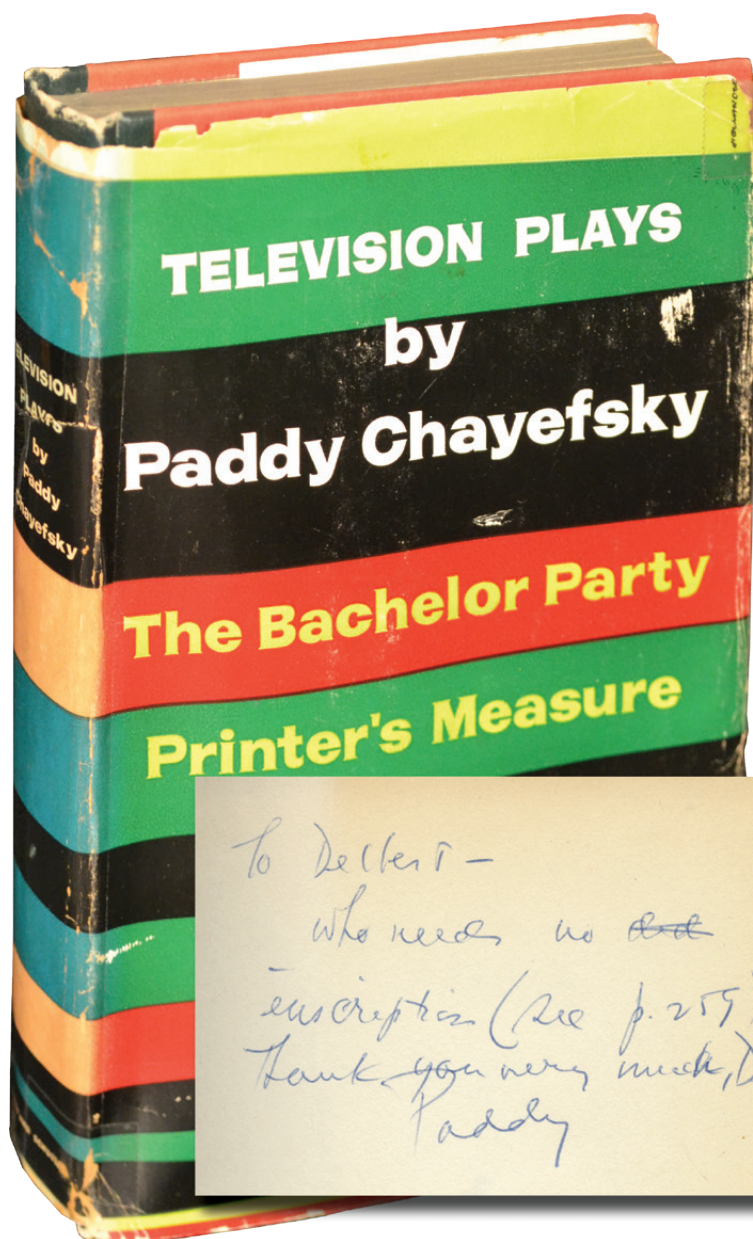 TELEVISION PLAYS
by
Paddy Chayefsky
The Bachelor Party
Printer's Measure
TELEVISION
PLAYS
by
Paddy
Chayefsky
To Delbert –
who needs no
inscription (see p. 259
Thank you very much, D
Paddy